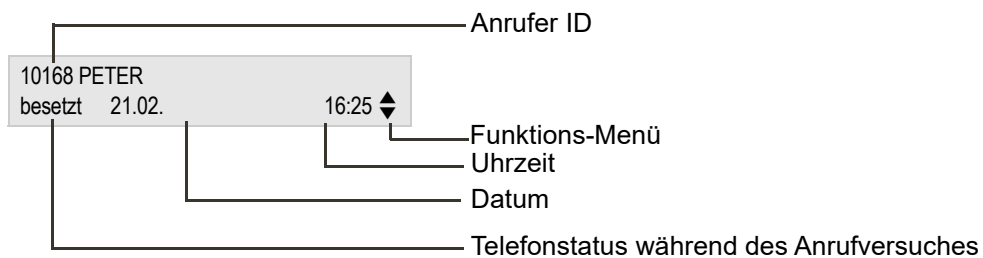 Anrufer ID
10168 PETER
besetzt 21.02. 16:25
Funktions-Menü
Uhrzeit
Datum
Telefonstatus während des Anrufversuches